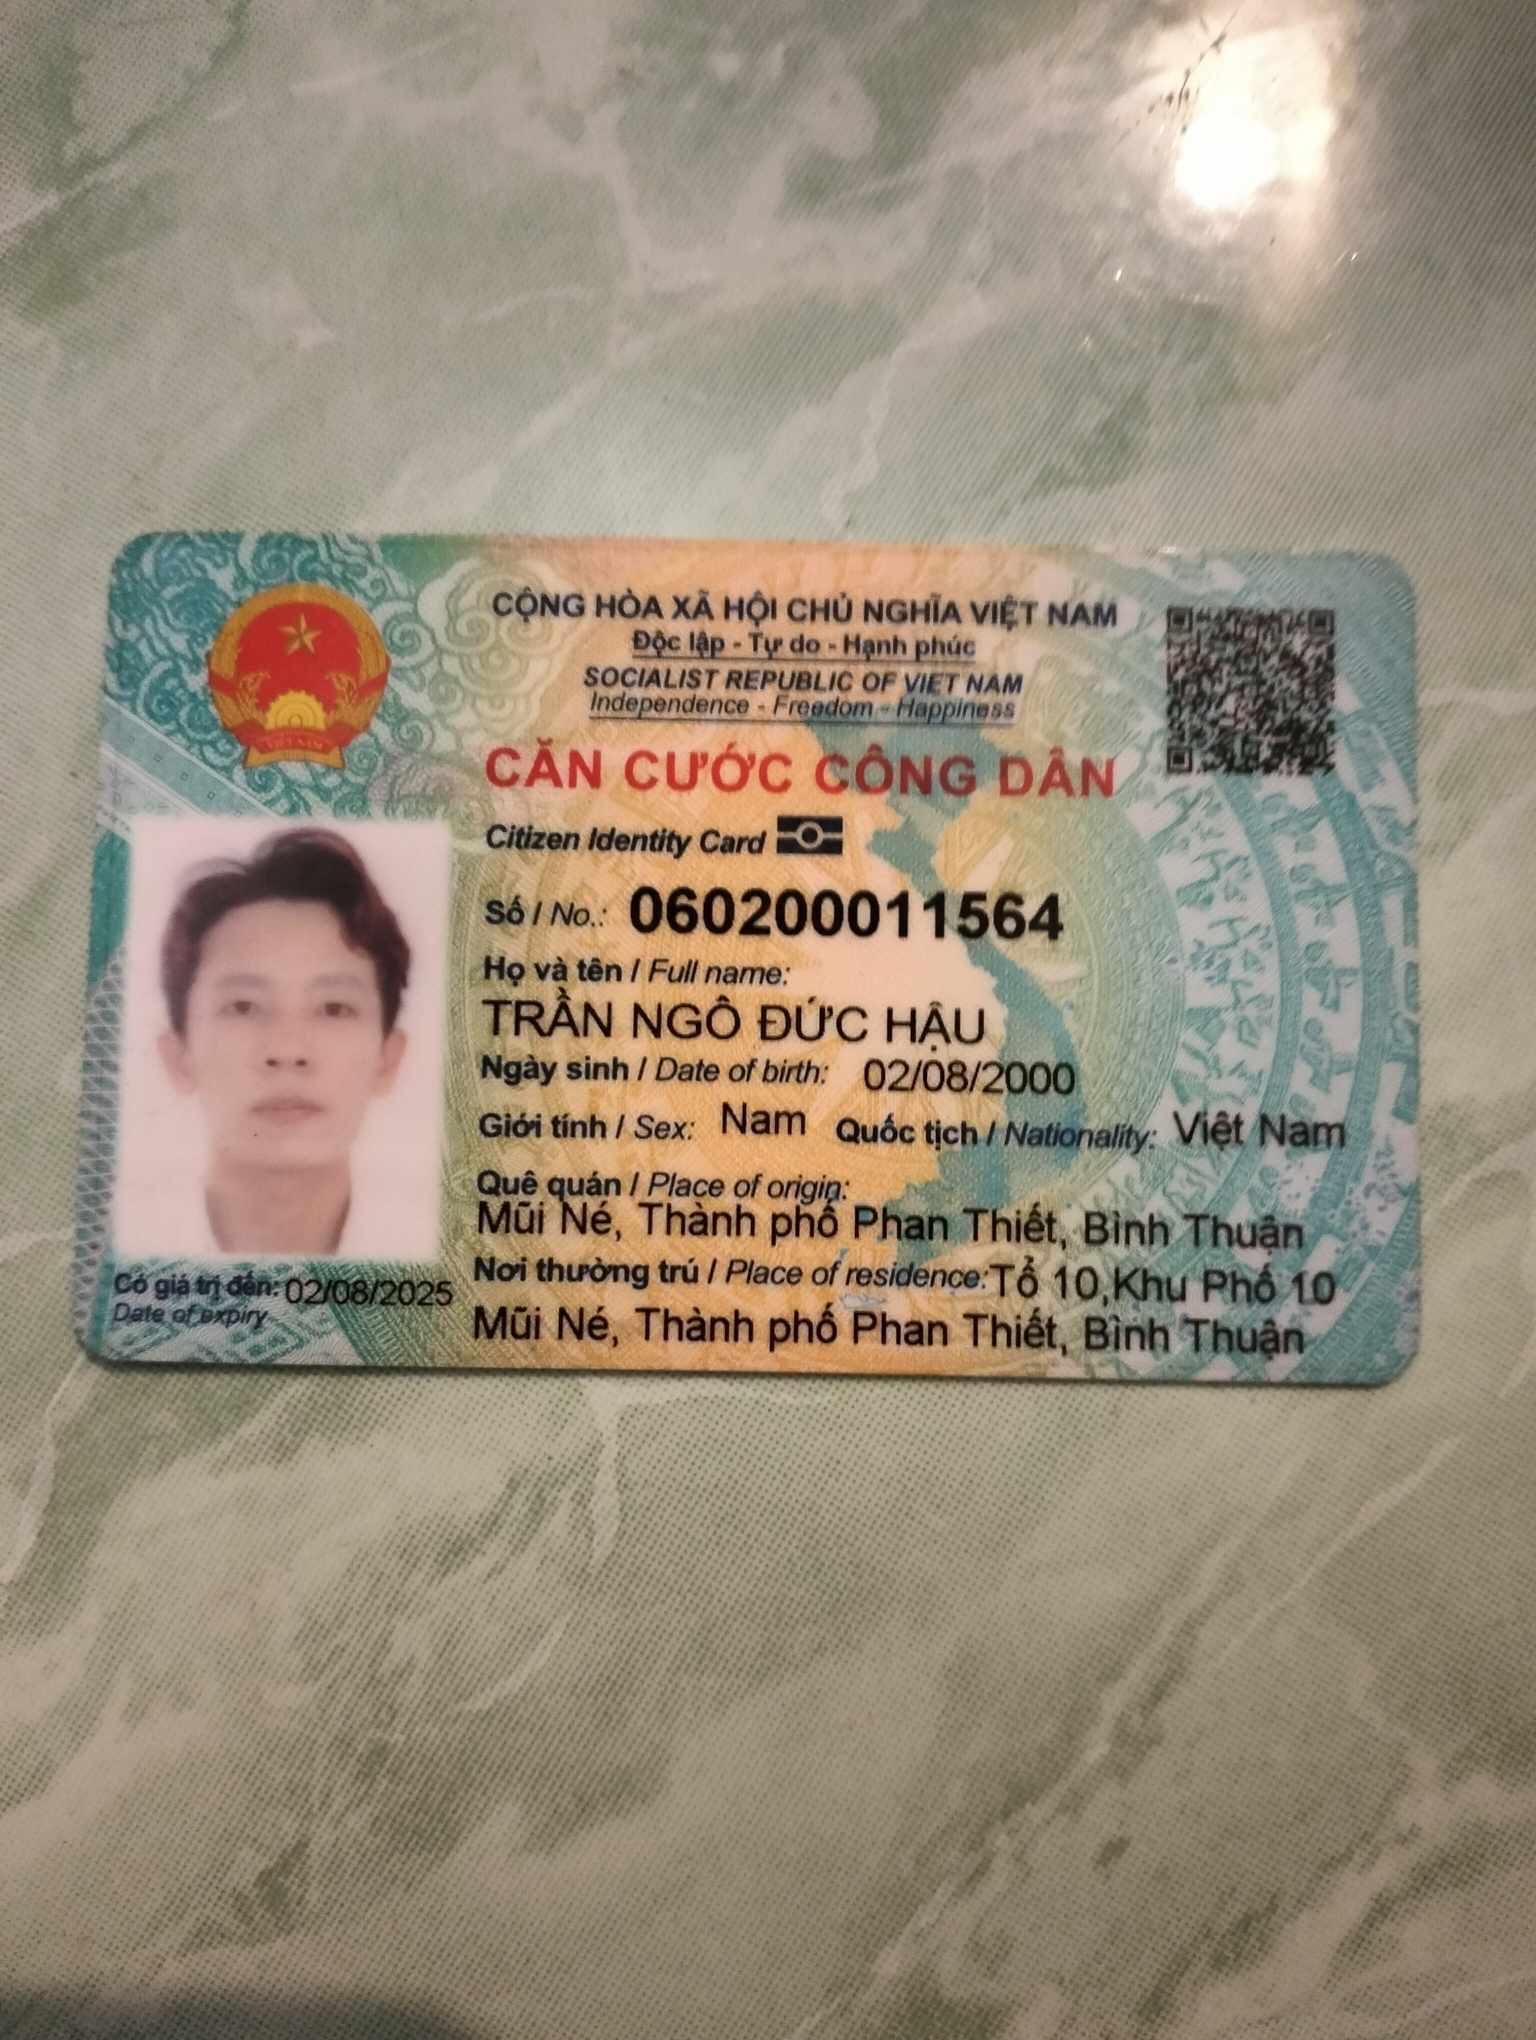 CỘNG HÒA XÃ HỘI CHỦ NGHĨA VIỆT NAM
Độc lập - Tự do - Hạnh phúc
SOCIALIST REPUBLIC OF VIET NAM
Independence - Freedom - Happiness
CĂN CƯỚC CÔNG DÂN
Citizen Identity Card
Số / No.: 060200011564
Họ và tên / Full name:
TRẦN NGÔ ĐỨC HẬU
Ngày sinh / Date of birth: 02/08/2000
Giới tính / Sex: Nam Quốc tịch / Nationality: Việt Nam
Quê quán / Place of origin:
Mũi Né, Thành phố Phan Thiết, Bình Thuận
Nơi thường trú / Place of residence: Tổ 10,Khu Phố 10
Mũi Né, Thành phố Phan Thiết, Bình Thuận
Có giá trị đến: 02/08/2025
Date of expiry
VIỆT NAM